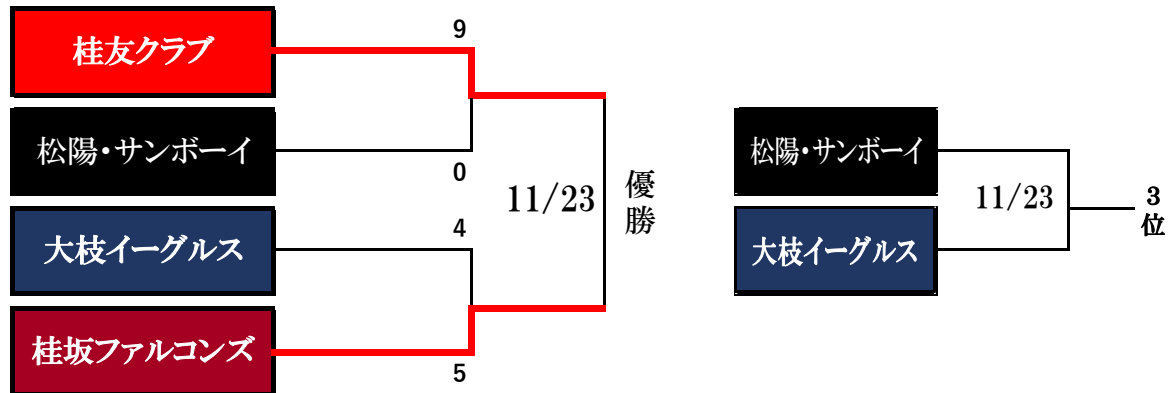 桂友クラブ
9
松陽・サンボーイ
0
大枝イーグルス
4
桂坂ファルコンズ
5
11/23
優勝
松陽・サンボーイ
大枝イーグルス
11/23
3位